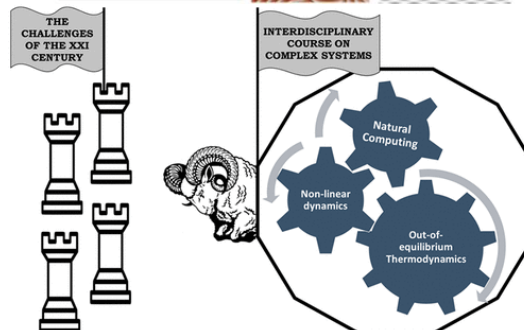 THE
CHALLENGES
OF THE XXI
CENTURY
INTERDISCIPLINARY
COURSE ON
COMPLEX SYSTEMS
Natural
Computing
Non-linear
dynamics
Out-of-
equilibrium
Thermodynamics